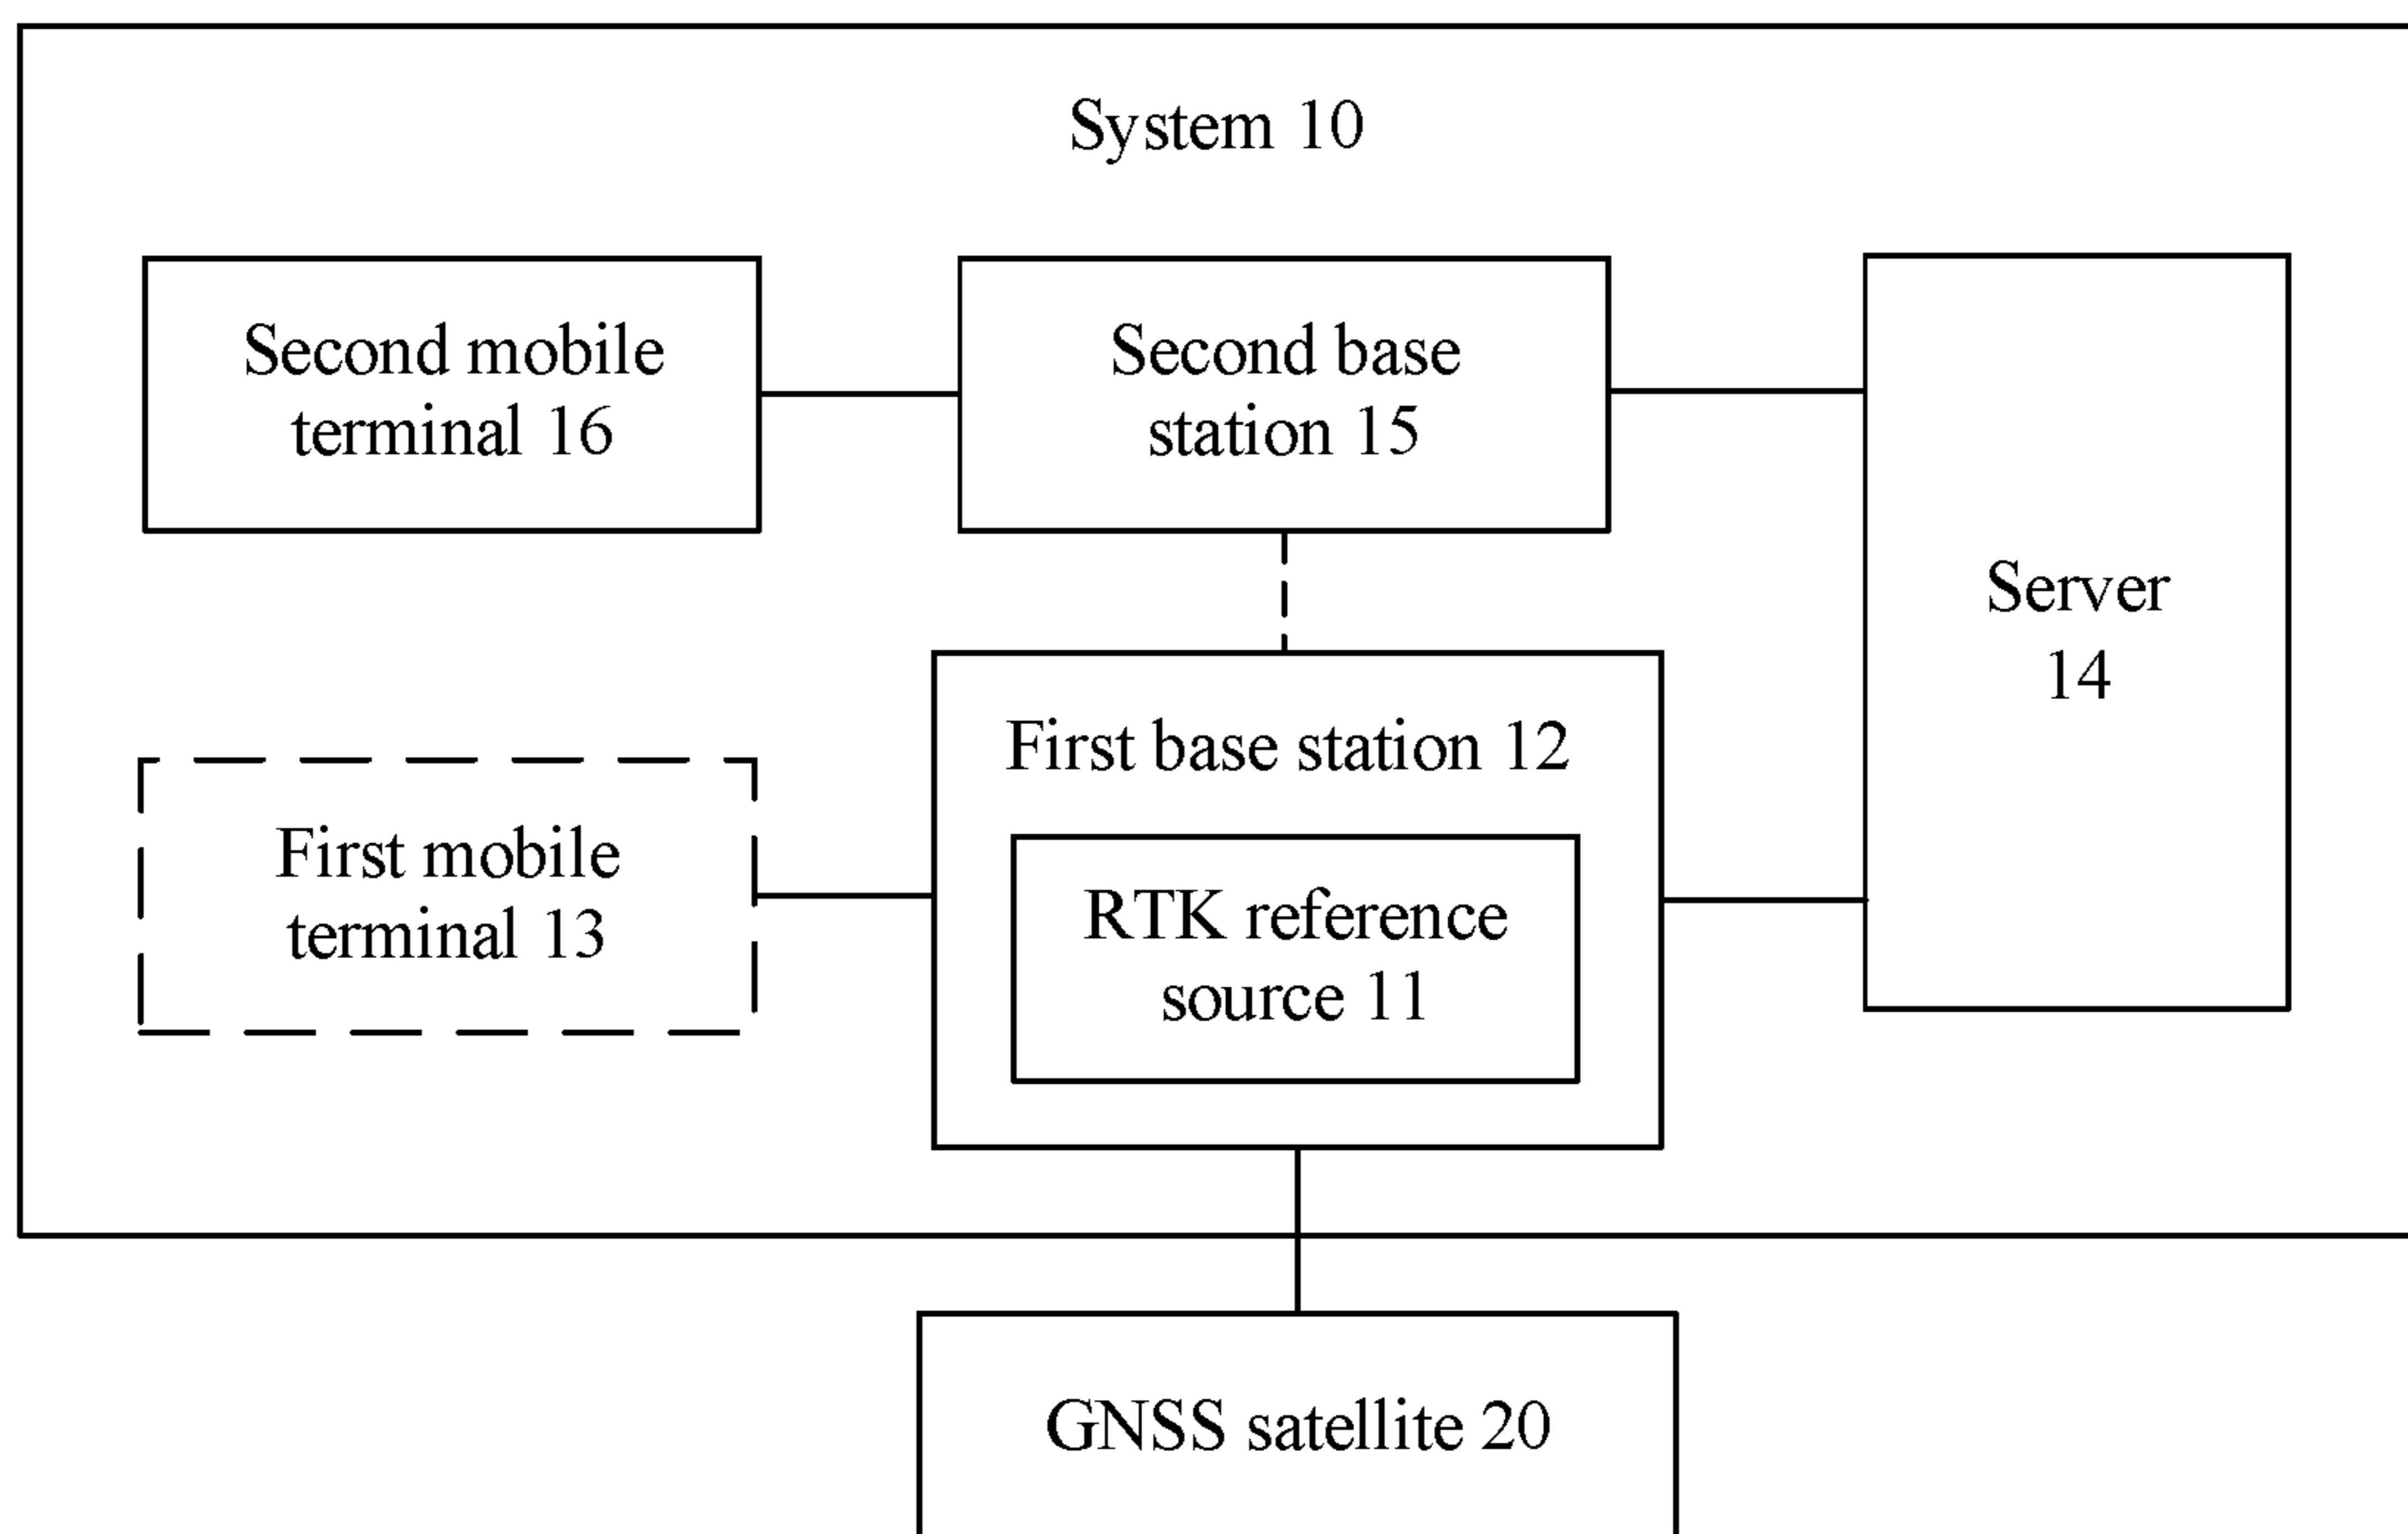 System 10
Second mobile
terminal 16
Second base
station 15
Server
14
First base station 12
First mobile
terminal 13
RTK reference
source 11
GNSS satellite 20